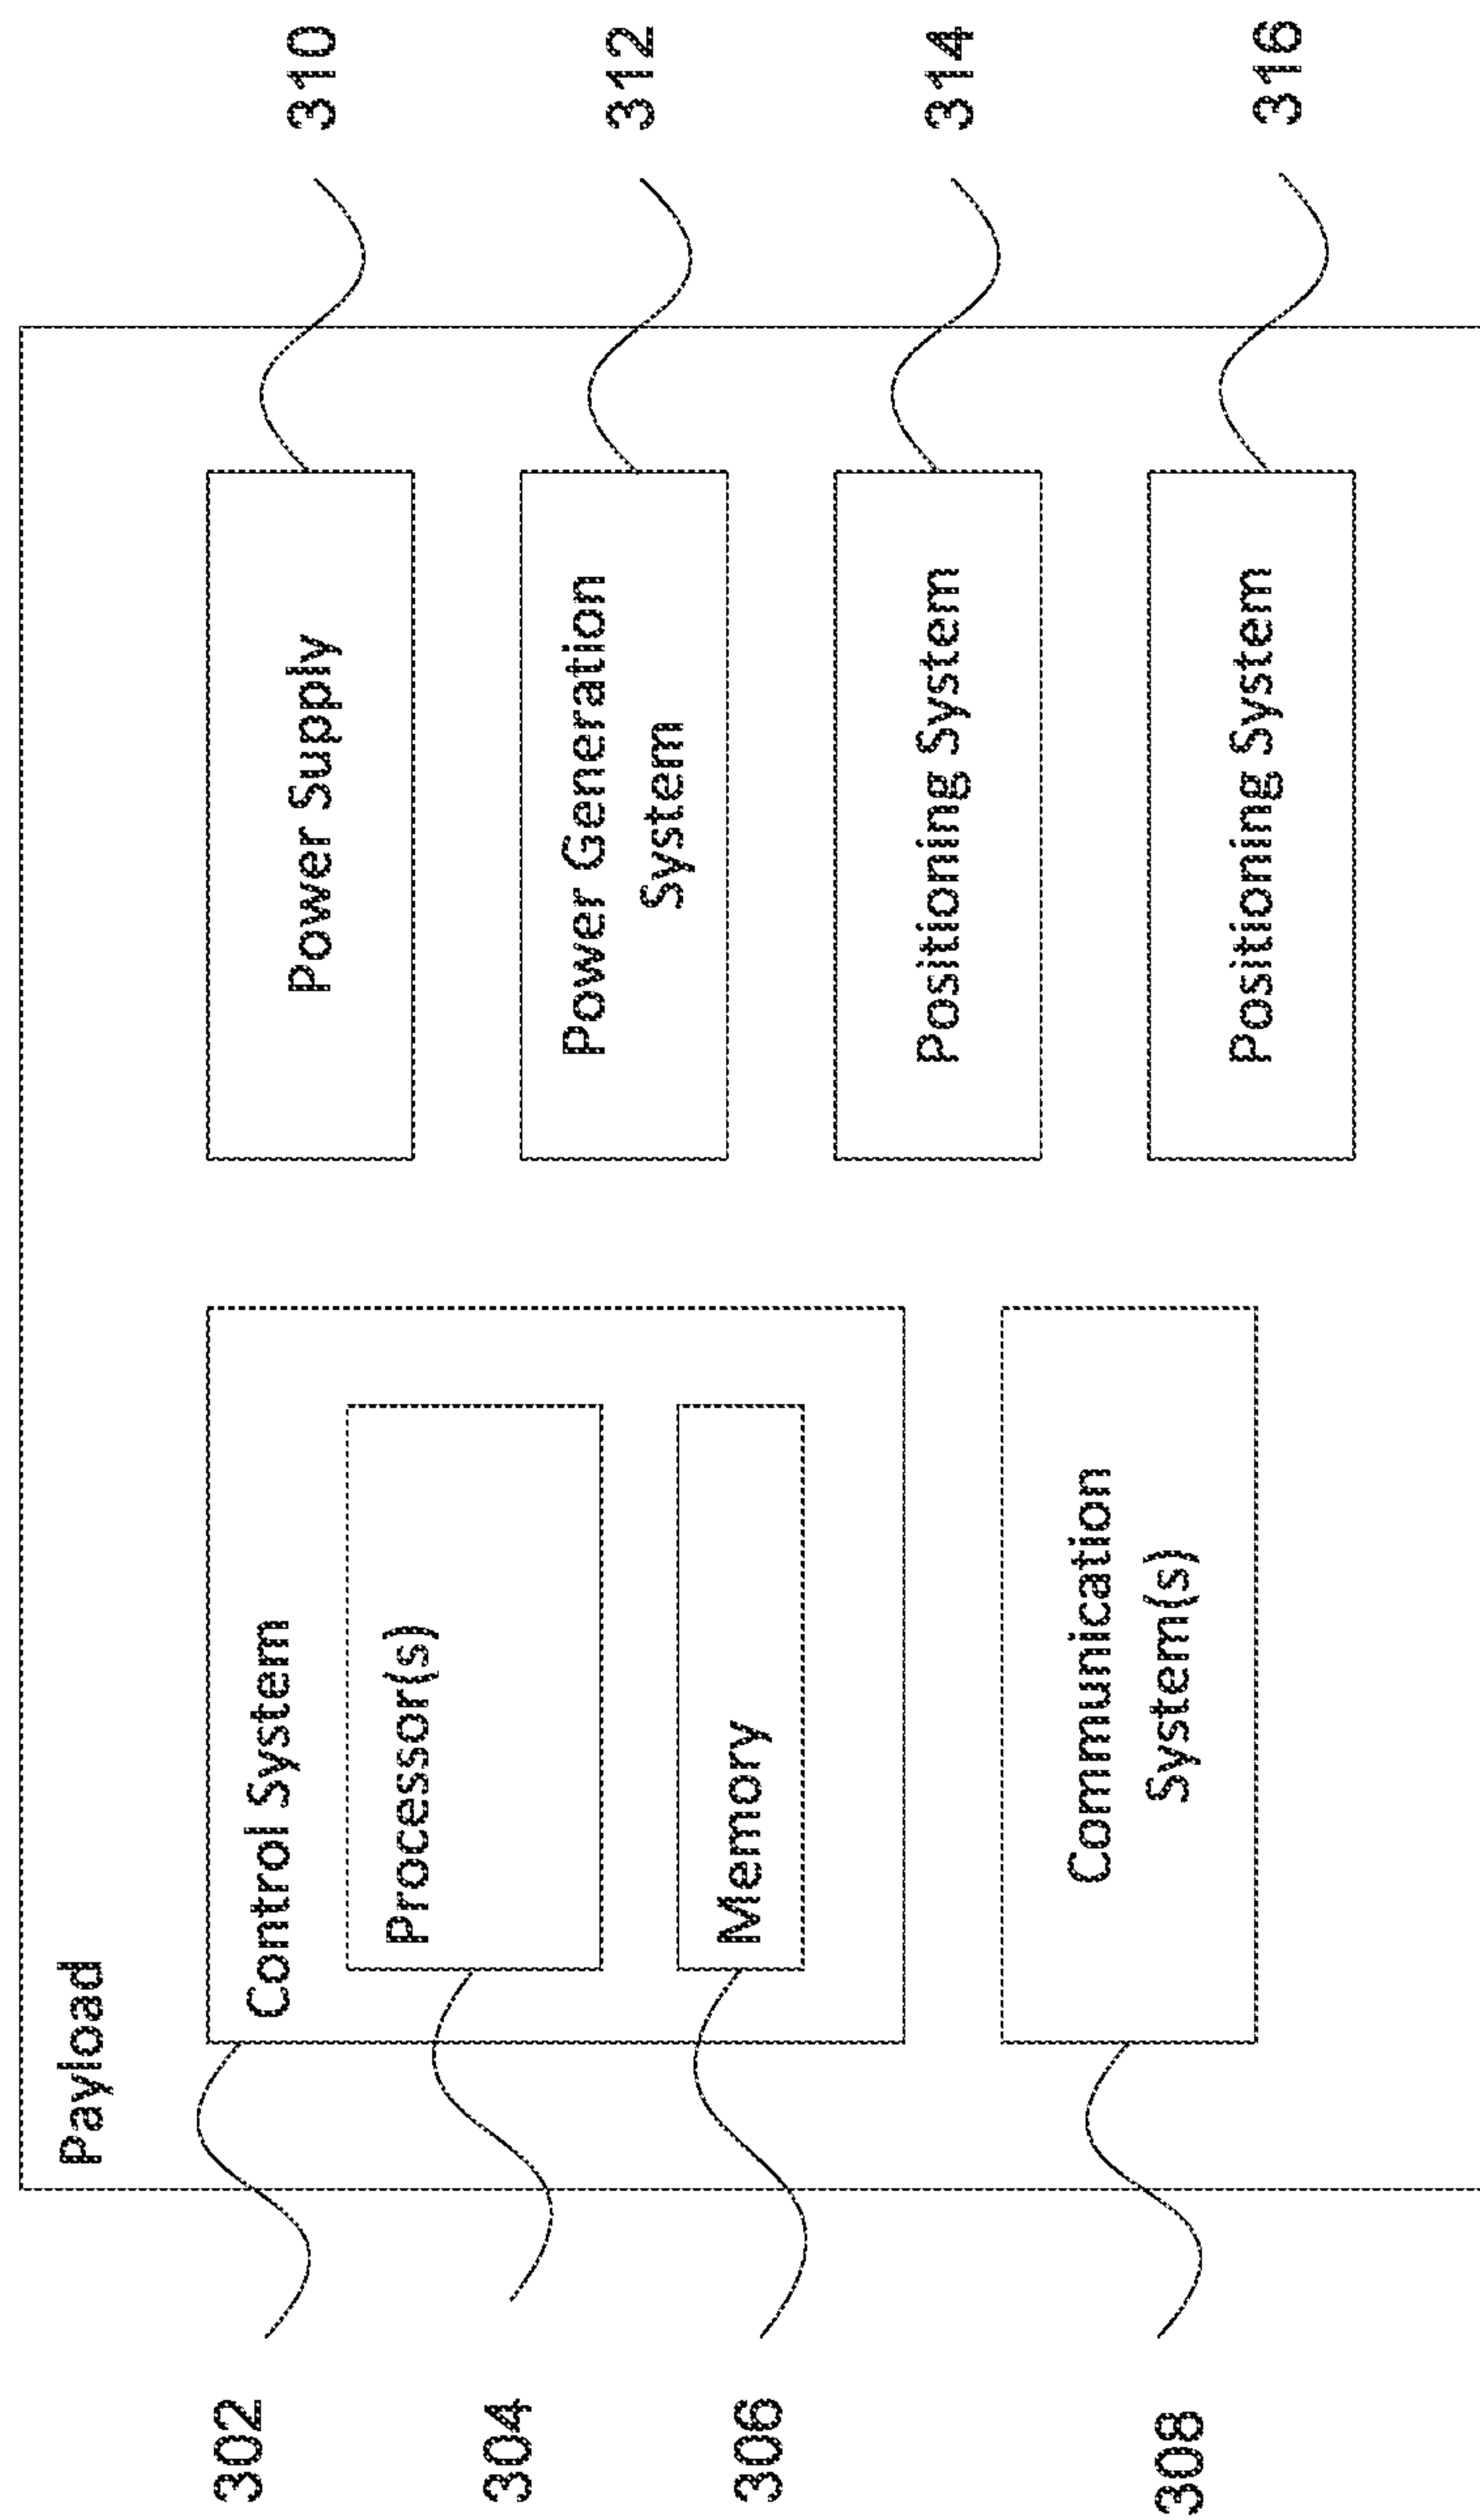 Payload
302
Control System
304
Processor(s)
306
Memory
308
Communication
System(s)
Power Supply
310
Power Generation
System
312
Positioning System
314
Positioning System
316